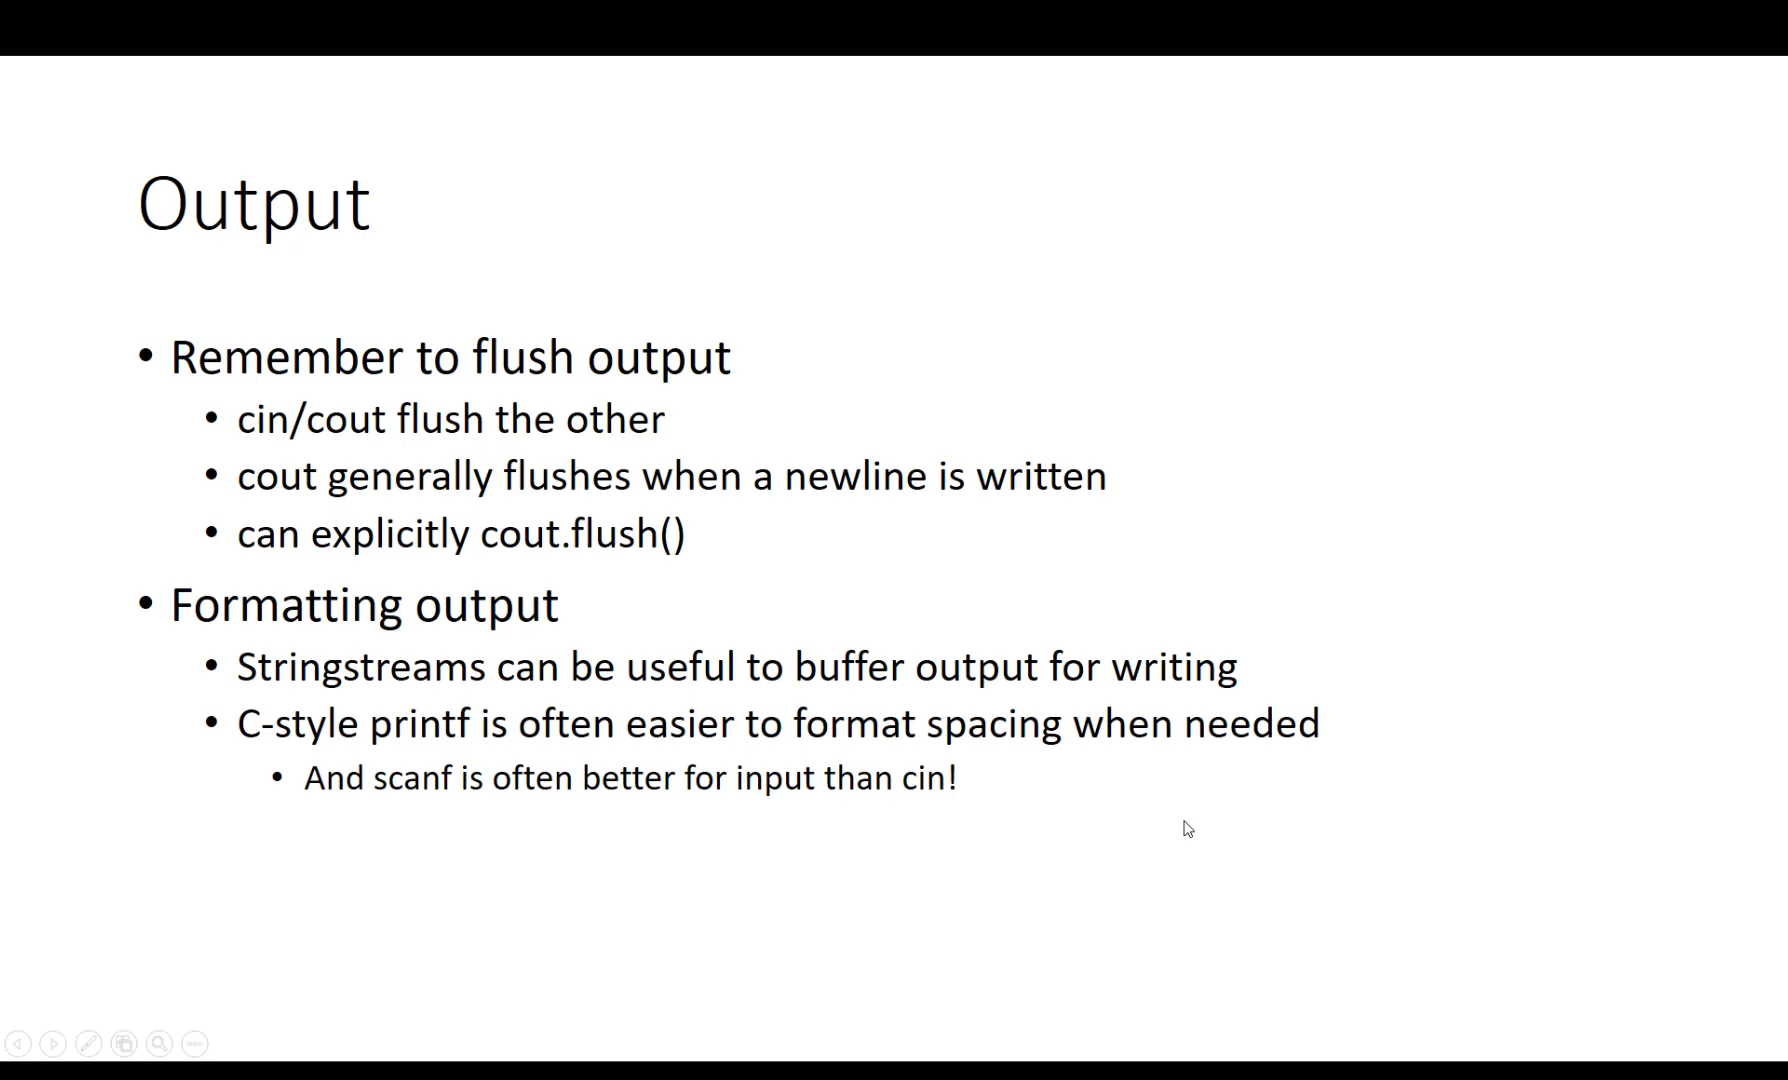 Output
• Remember to flush output
• cin/cout flush the other
• cout generally flushes when a newline is written
• can explicitly cout.flush()
• Formatting output
• Stringstreams can be useful to buffer output for writing
• C-style printf is often easier to format spacing when needed
• And scanf is often better for input than cin!